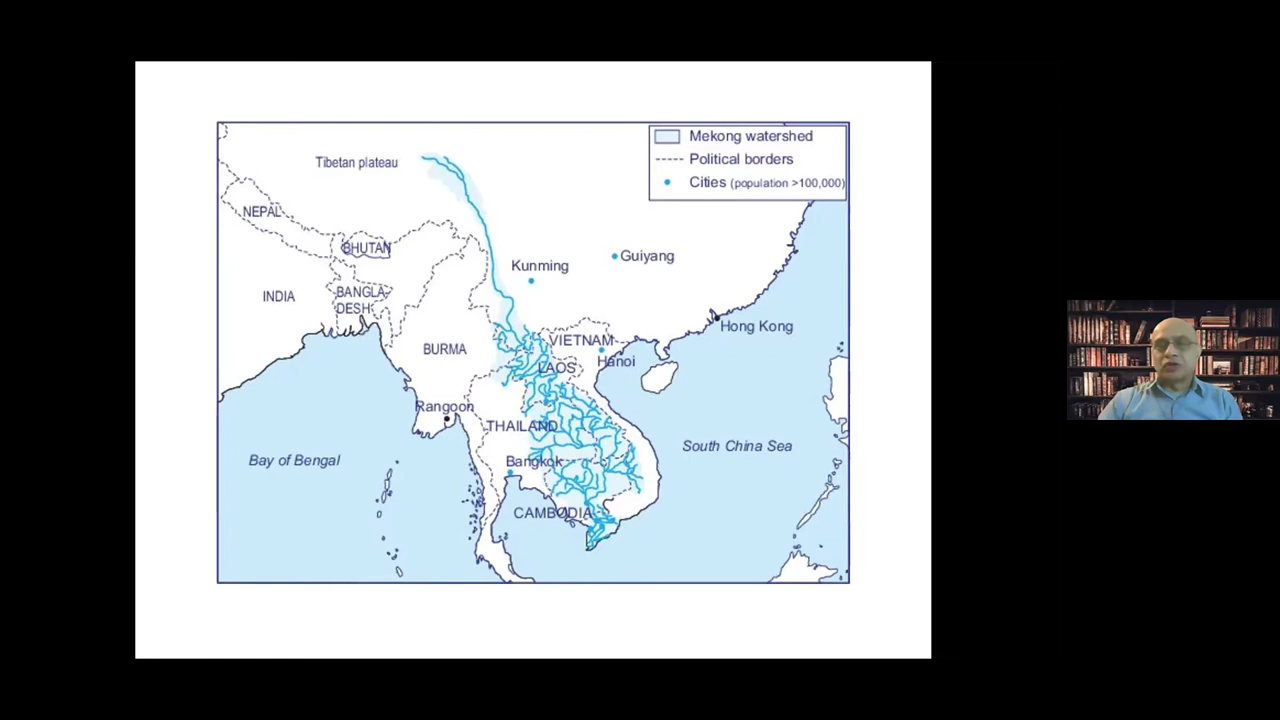 Mekong watershed
Political borders
Cities (population >100,000)
Tibetan plateau
NEPAL
BHUTAN
INDIA
BANGLA-
DESH
Kunming
Guiyang
Hong Kong
BURMA
VIETNAM
Hanoi
LAOS
Rangoon
THAILAND
Bangkok
CAMBODIA
Bay of Bengal
South China Sea